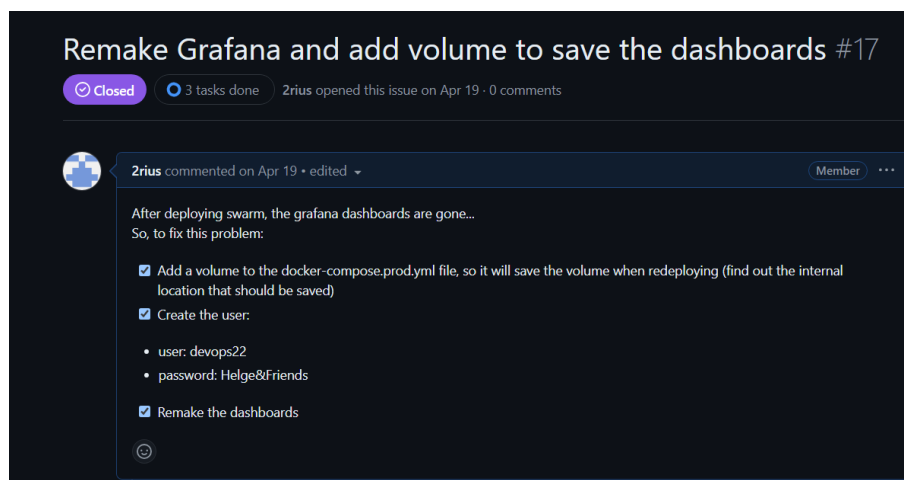 Remake Grafana and add volume to save the dashboards #17
Closed 3 tasks done 2rius opened this issue on Apr 19 · 0 comments
2rius commented on Apr 19 • edited Member
After deploying swarm, the grafana dashboards are gone...
So, to fix this problem:
Add a volume to the docker-compose.prod.yml file, so it will save the volume when redeploying (find out the internal
location that should be saved)
Create the user:
• user: devops22
• password: Helge&Friends
Remake the dashboards